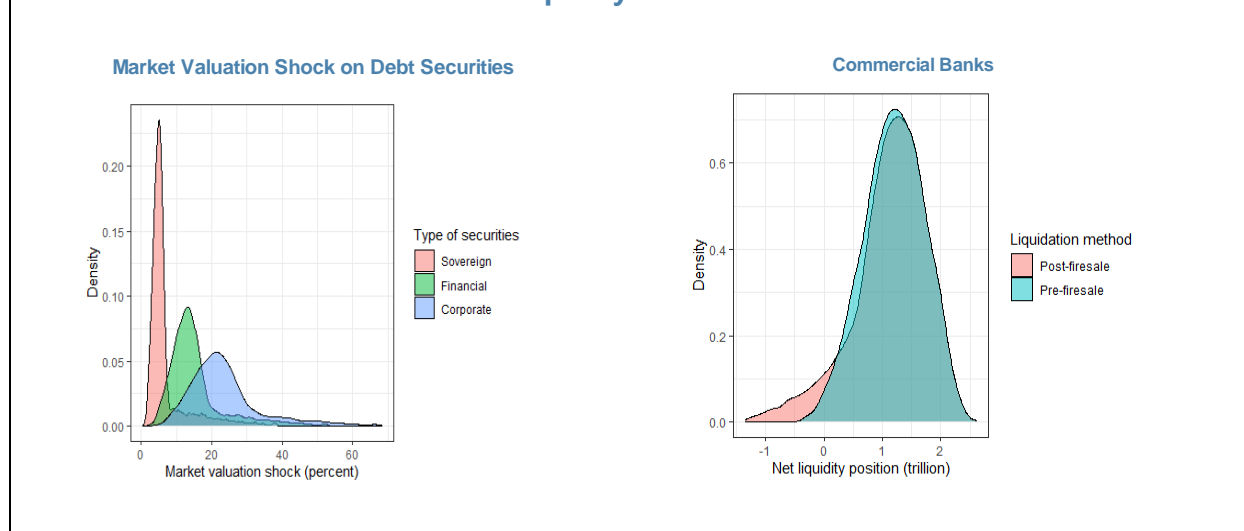 Market Valuation Shock on Debt Securities
0.20
0.15
0.10
0.05
0.00
Density
0 20 40 60
Market valuation shock (percent)
Type of securities
Sovereign
Financial
Corporate
Commercial Banks
0.6
0.4
0.2
0.0
Density
-1 0 1 2
Net liquidity position (trillion)
Liquidation method
Post-firesale
Pre-firesale